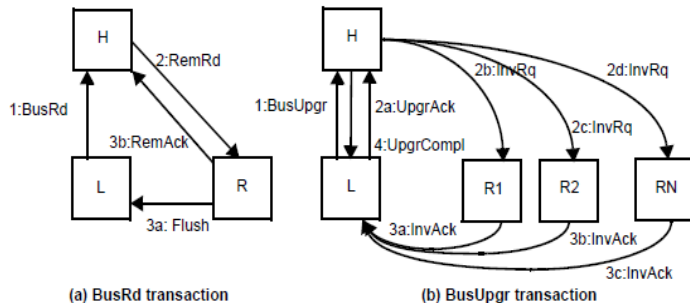 H
2:RemRd
1:BusRd
3b:RemAck
L
R
3a: Flush
(a) BusRd transaction
H
2b:InvRq
2d:InvRq
1:BusUpgr
2a:UpgrAck
2c:InvRq
4:UpgrCompl
L
R1
R2
RN
3a:InvAck
3b:InvAck
3c:InvAck
(b) BusUpgr transaction